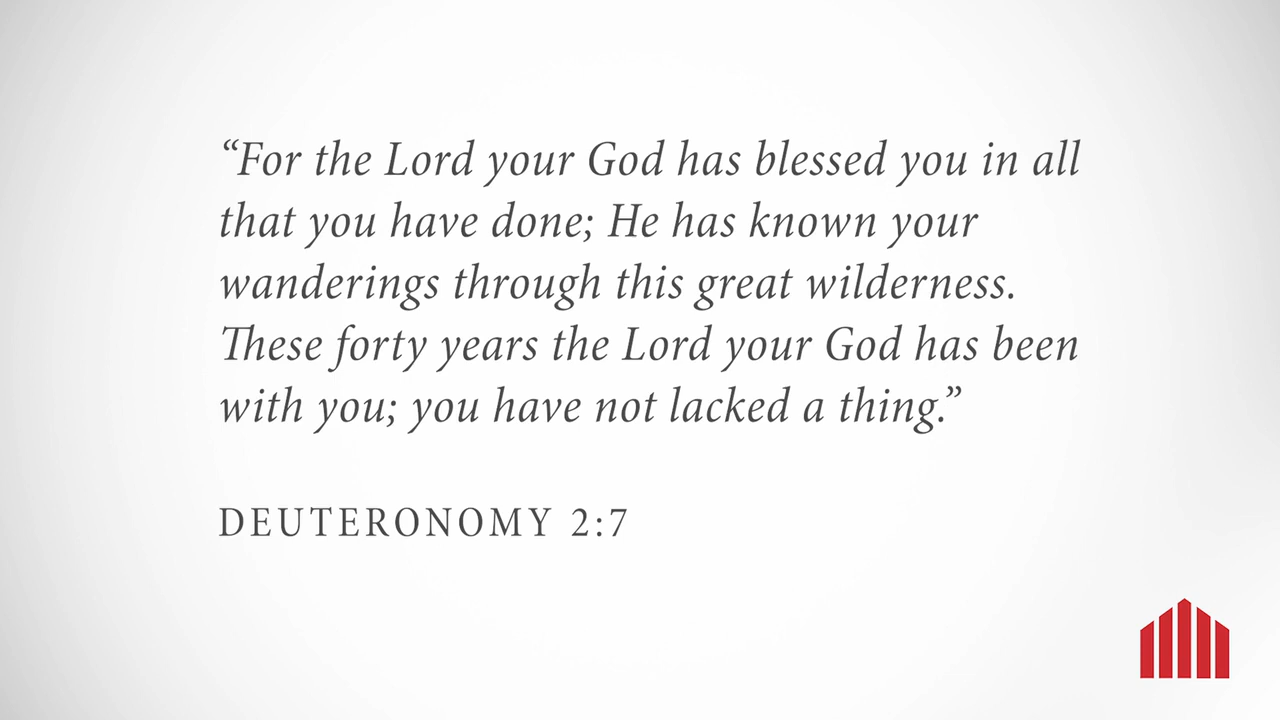 “For the Lord your God has blessed you in all
that you have done; He has known your
wanderings through this great wilderness.
These forty years the Lord your God has been
with you; you have not lacked a thing.”
DEUTERONOMY 2:7